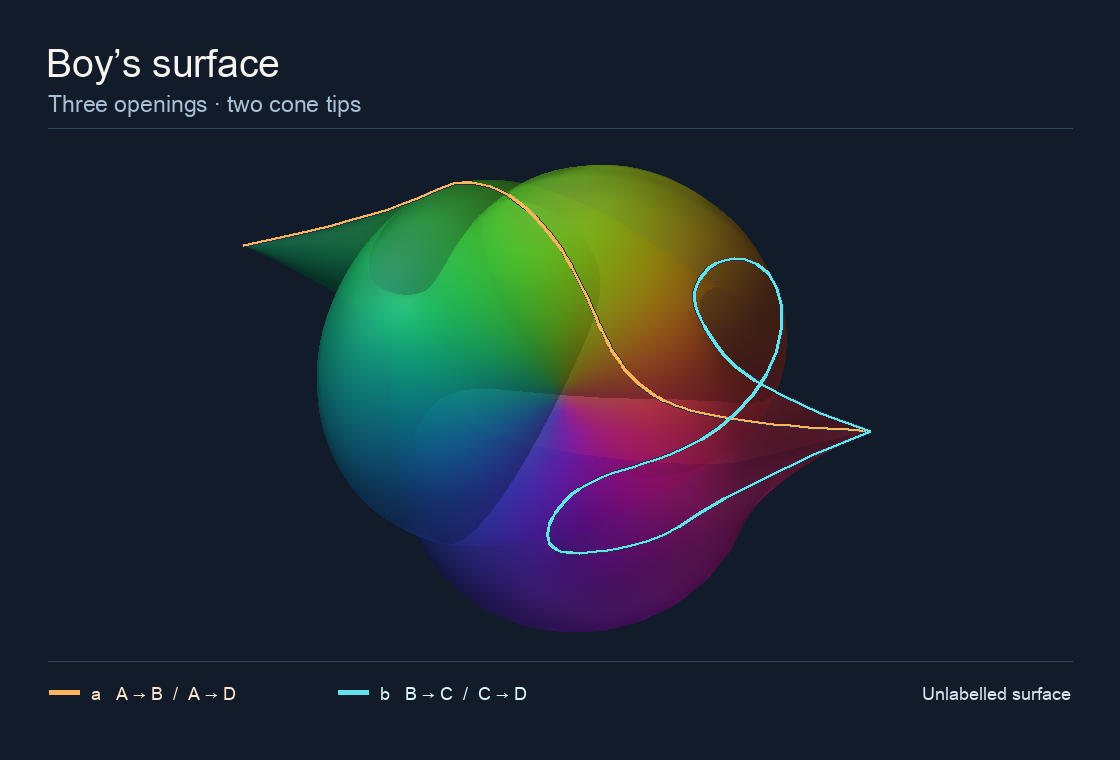 Boy’s surface
Three openings · two cone tips
a A→B / A→D
b B→C / C→D
Unlabelled surface